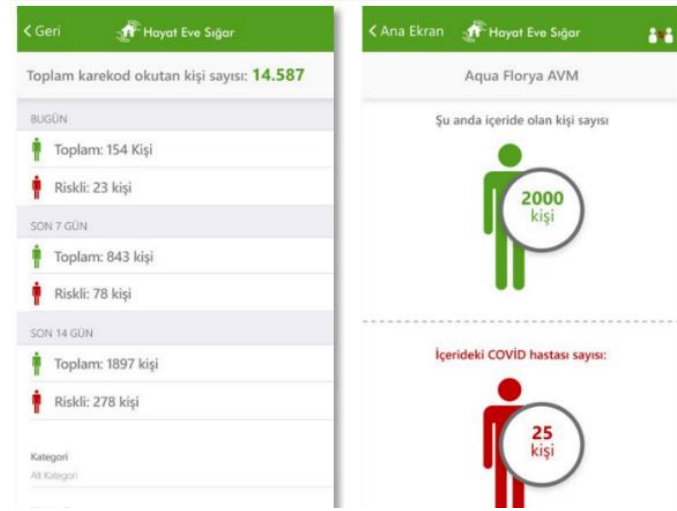 Geri
Hayat Eve Sığar
Toplam karekod okutan kişi sayısı: 14.587
BUGÜN
Toplam: 154 Kişi
Riskli: 23 kişi
SON 7 GÜN
Toplam: 843 kişi
Riskli: 78 kişi
SON 14 GÜN
Toplam: 1897 kişi
Riskli: 278 kişi
Kategori
Alt Kategori
Ana Ekran
Hayat Eve Sığar
Aqua Florya AVM
Şu anda içeride olan kişi sayısı
2000
kişi
İçerideki COVİD hastası sayısı:
25
kişi